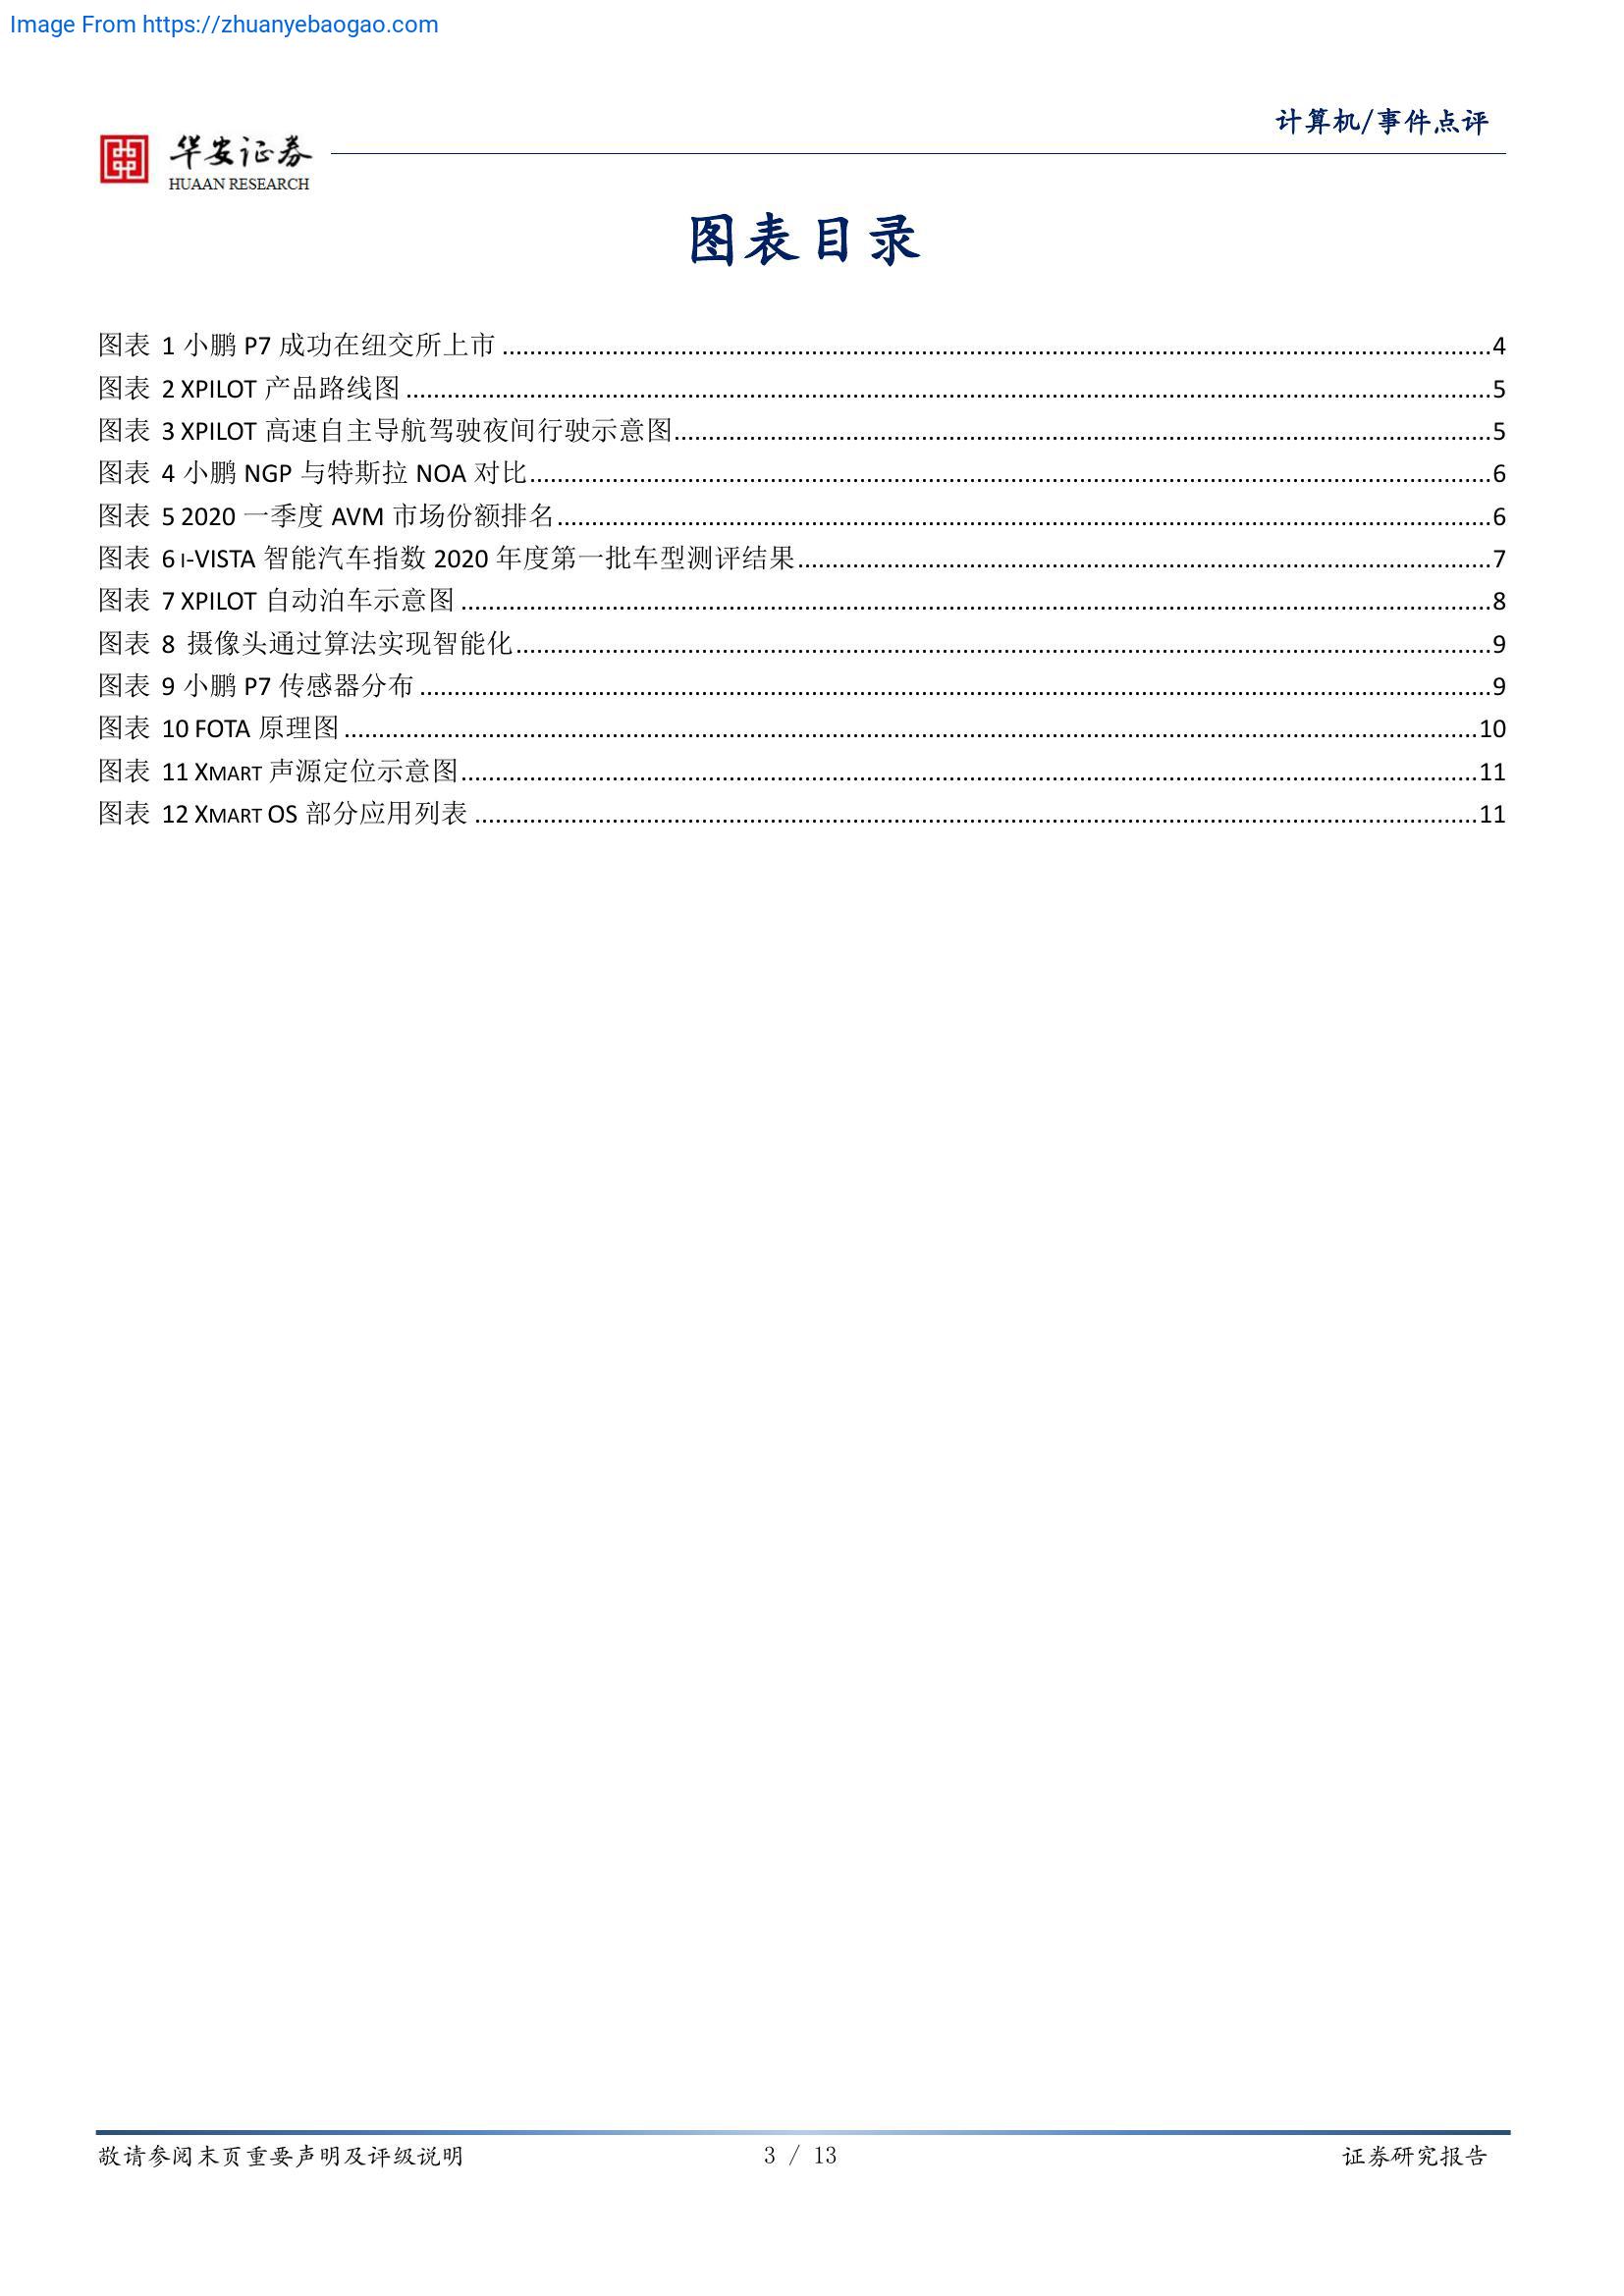 Image From https://zhuanyebaogao.com
计算机/事件点评
华安证券
HUAAN RESEARCH
图表目录
图表 1 小鹏 P7 成功在纽交所上市 ........ 4
图表 2 XPILOT 产品路线图 ........ 5
图表 3 XPILOT 高速自主导航驾驶夜间行驶示意图 ........ 5
图表 4 小鹏 NGP 与特斯拉 NOA 对比 ........ 6
图表 5 2020 一季度 AVM 市场份额排名 ........ 6
图表 6 I-VISTA 智能汽车指数 2020 年度第一批车型测评结果 ........ 7
图表 7 XPILOT 自动泊车示意图 ........ 8
图表 8 摄像头通过算法实现智能化 ........ 9
图表 9 小鹏 P7 传感器分布 ........ 9
图表 10 FOTA 原理图 ........ 10
图表 11 XMART 声源定位示意图 ........ 11
图表 12 XMART OS 部分应用列表 ........ 11
敬请参阅末页重要声明及评级说明
3 / 13
证券研究报告